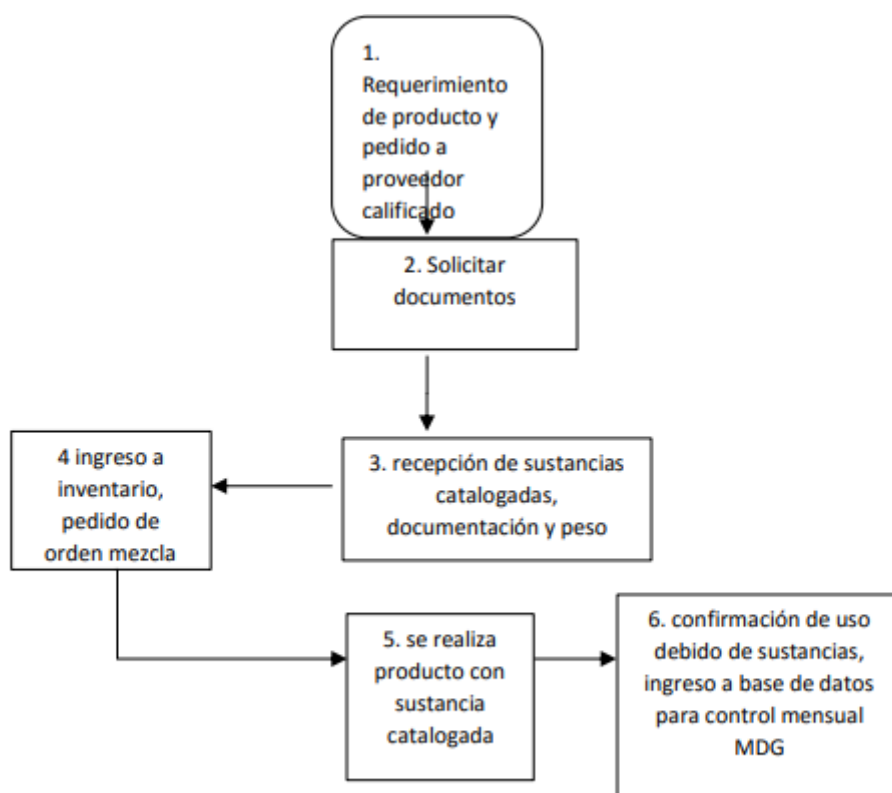 1.
Requerimiento
de producto y
pedido a
proveedor
calificado
2. Solicitar
documentos
3. recepción de sustancias
catalogadas,
documentación y peso
4 ingreso a
inventario,
pedido de
orden mezcla
5. se realiza
producto con
sustancia
catalogada
6. confirmación de uso
debido de sustancias,
ingreso a base de datos
para control mensual
MDG